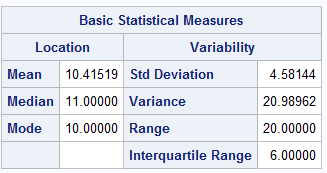 Basic Statistical Measures
Location Variability
Mean 10.41519 Std Deviation 4.58144
Median 11.00000 Variance 20.98962
Mode 10.00000 Range 20.00000
Interquartile Range 6.00000